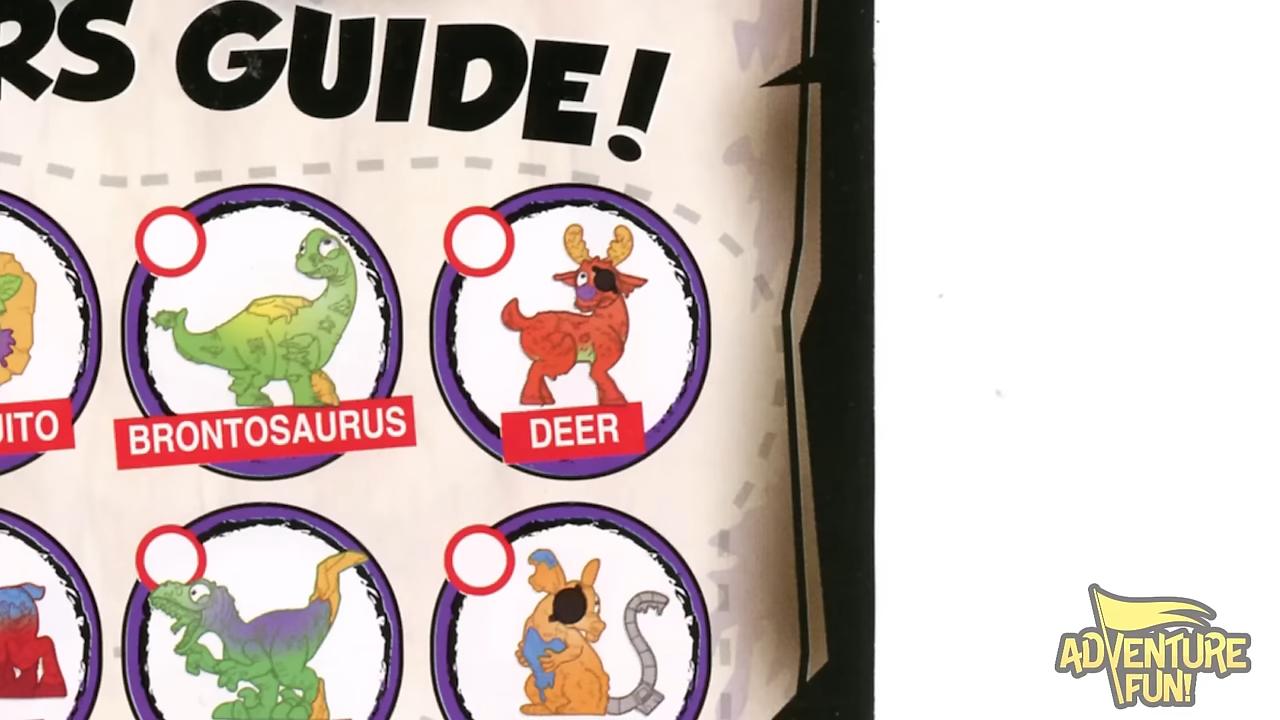 RS GUIDE!
UITO
BRONTOSAURUS
DEER
ADVENTURE
FUN!